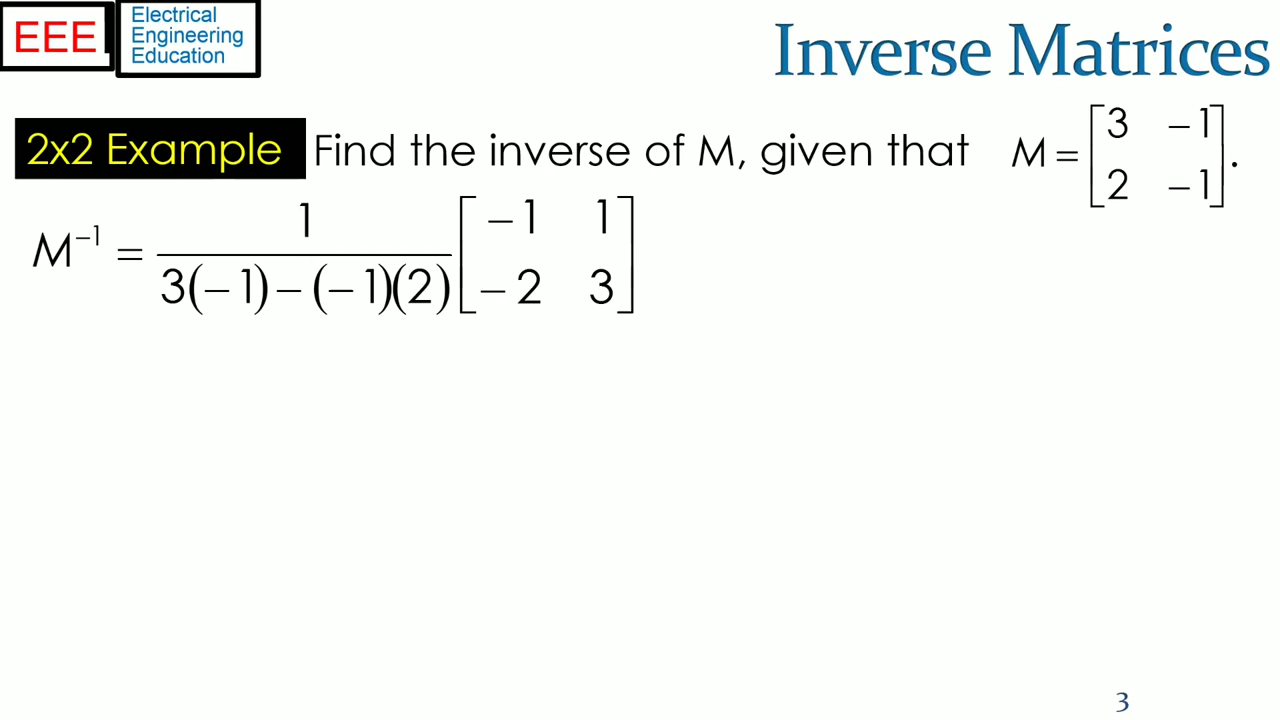 EEE
Electrical
Engineering
Education
Inverse Matrices
2x2 Example Find the inverse of M, given that M = [3 −1
2 −1].
M⁻¹ = 1 / 3(−1) − (−1)(2) [−1 1
−2 3]
3